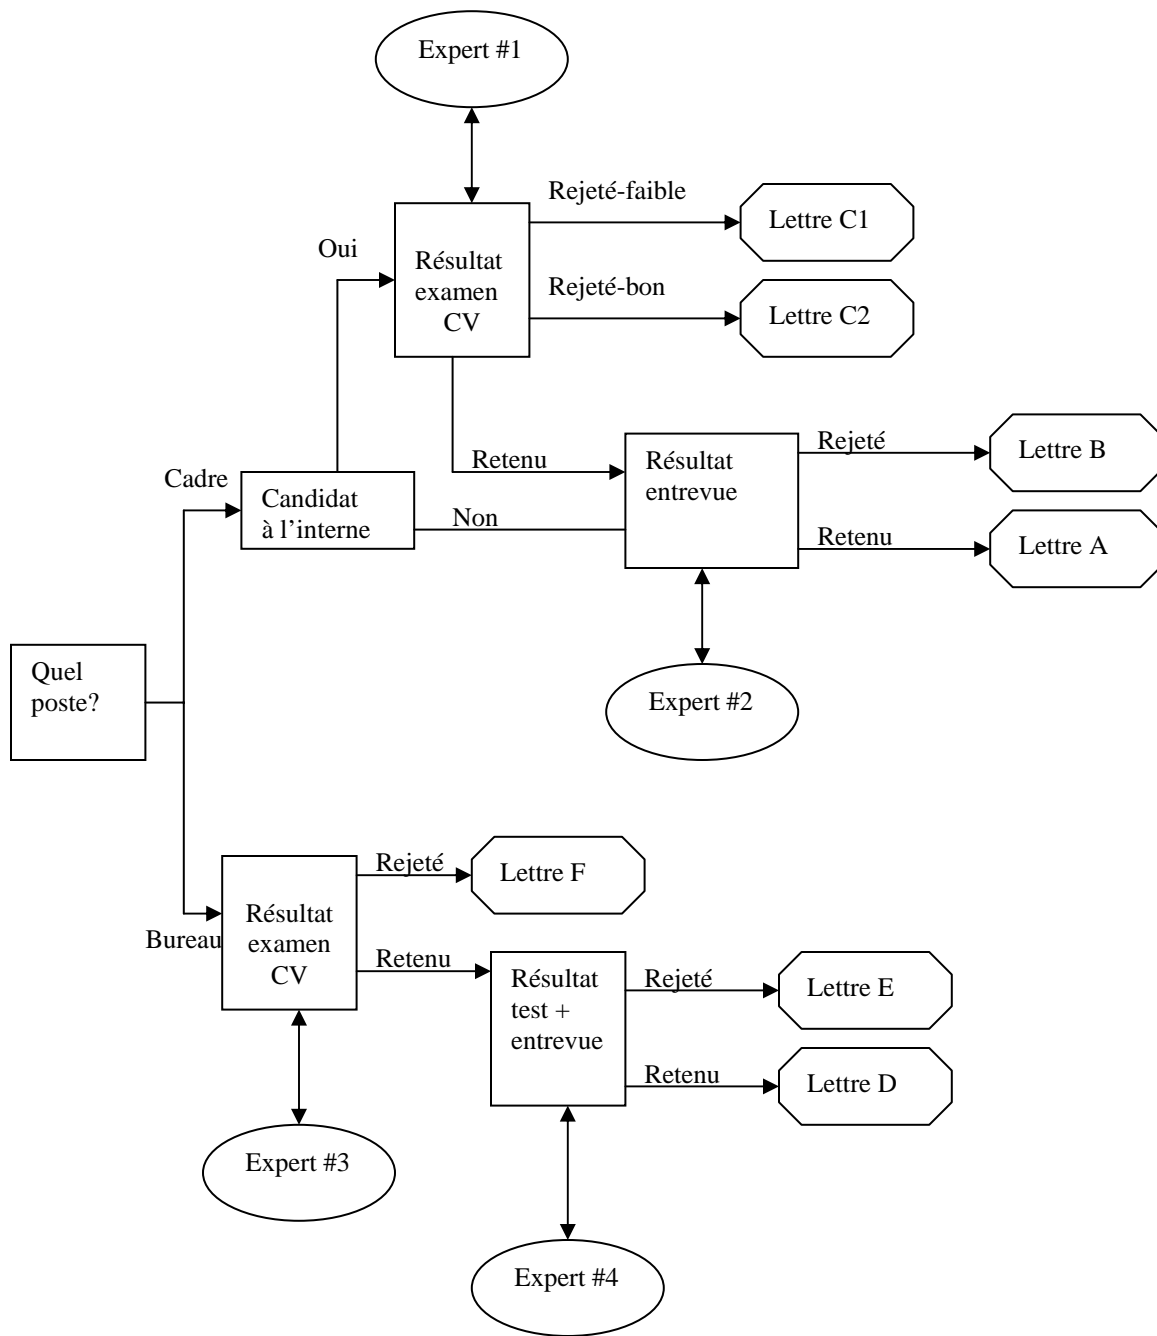 Expert #1
Rejeté-faible
Lettre C1
Oui
Résultat
examen
CV
Rejeté-bon
Lettre C2
Retenu
Résultat
entrevue
Rejeté
Lettre B
Cadre
Candidat
à l'interne
Non
Retenu
Lettre A
Quel
poste?
Expert #2
Bureau
Résultat
examen
CV
Rejeté
Lettre F
Retenu
Résultat
test +
entrevue
Rejeté
Lettre E
Retenu
Lettre D
Expert #3
Expert #4